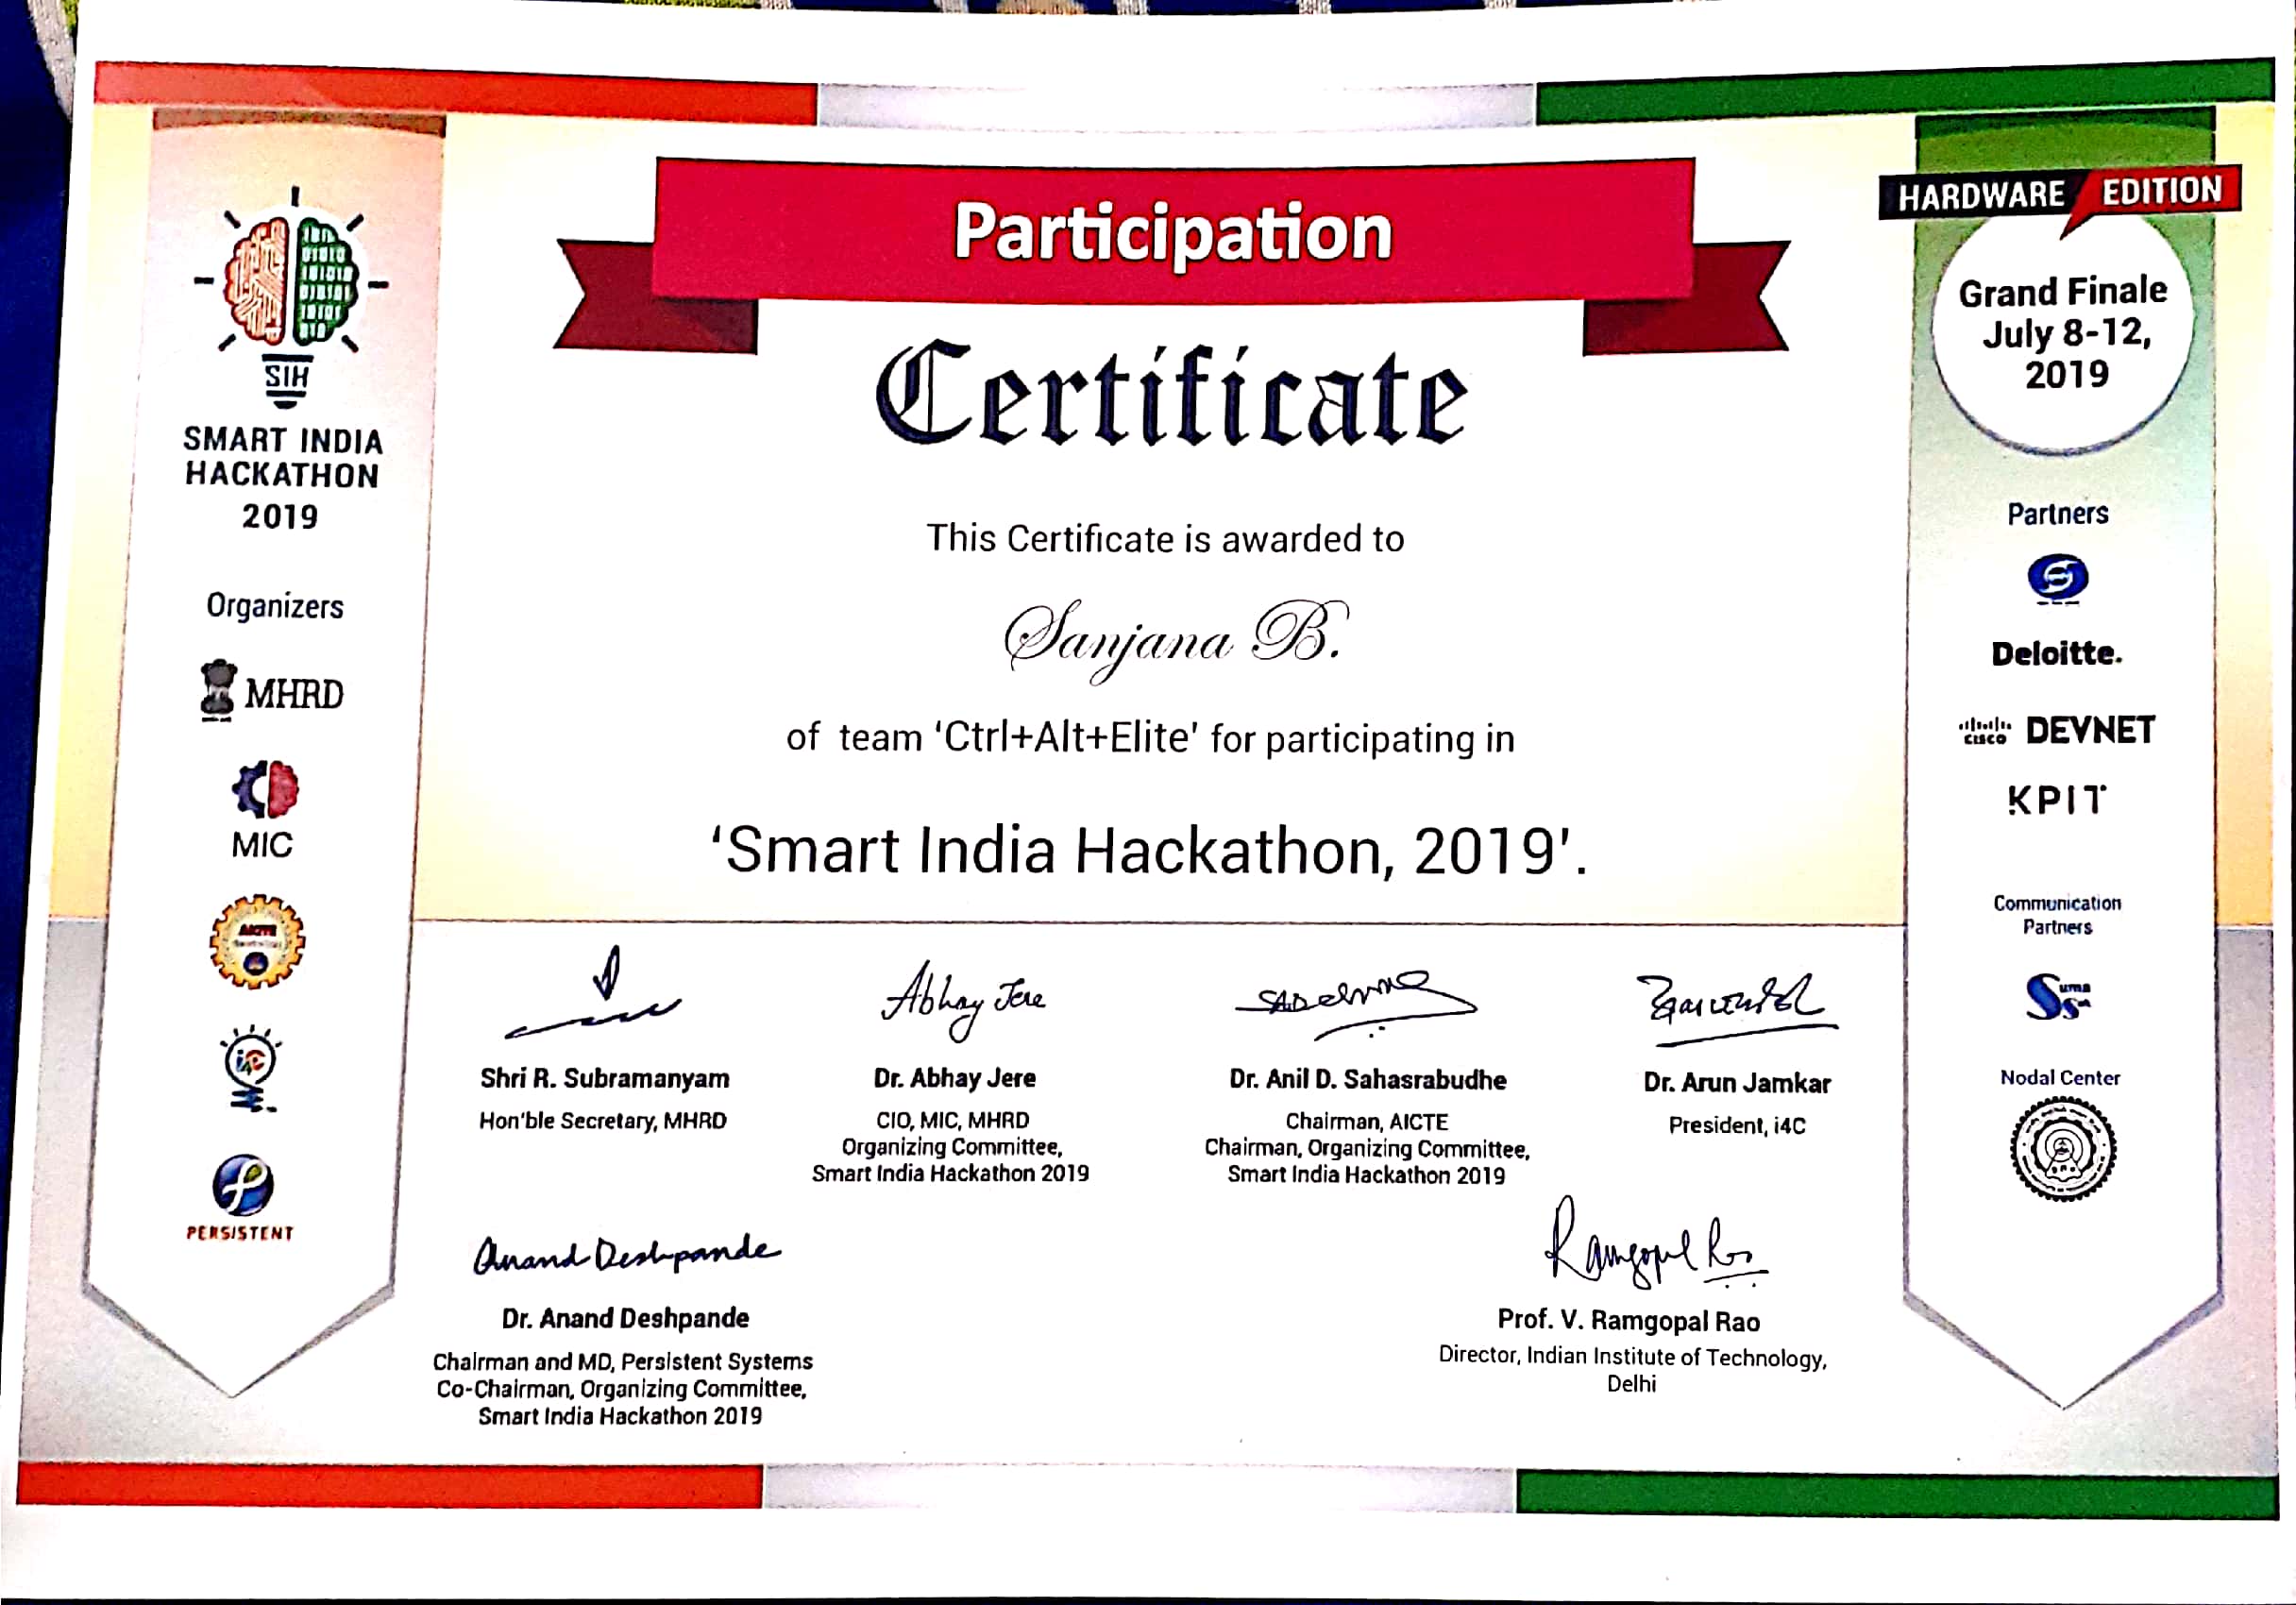 Participation
Certificate
This Certificate is awarded to
Sanjana B.
of team ‘Ctrl+Alt+Elite’ for participating in
‘Smart India Hackathon, 2019’.
SIH
SMART INDIA
HACKATHON
2019
Organizers
MHRD
MIC
AICTE
i4C
PERSISTENT
HARDWARE EDITION
Grand Finale
July 8-12,
2019
Partners
Deloitte.
cisco DEVNET
KPIT
Communication
Partners
Suma
Soft
Nodal Center
Abhay Jere
Shri R. Subramanyam
Hon'ble Secretary, MHRD
Dr. Abhay Jere
CIO, MIC, MHRD
Organizing Committee,
Smart India Hackathon 2019
Dr. Anil D. Sahasrabudhe
Chairman, AICTE
Chairman, Organizing Committee,
Smart India Hackathon 2019
Dr. Arun Jamkar
President, i4C
Anand Deshpande
Dr. Anand Deshpande
Chairman and MD, Persistent Systems
Co-Chairman, Organizing Committee,
Smart India Hackathon 2019
Ramgopal Rao
Prof. V. Ramgopal Rao
Director, Indian Institute of Technology,
Delhi